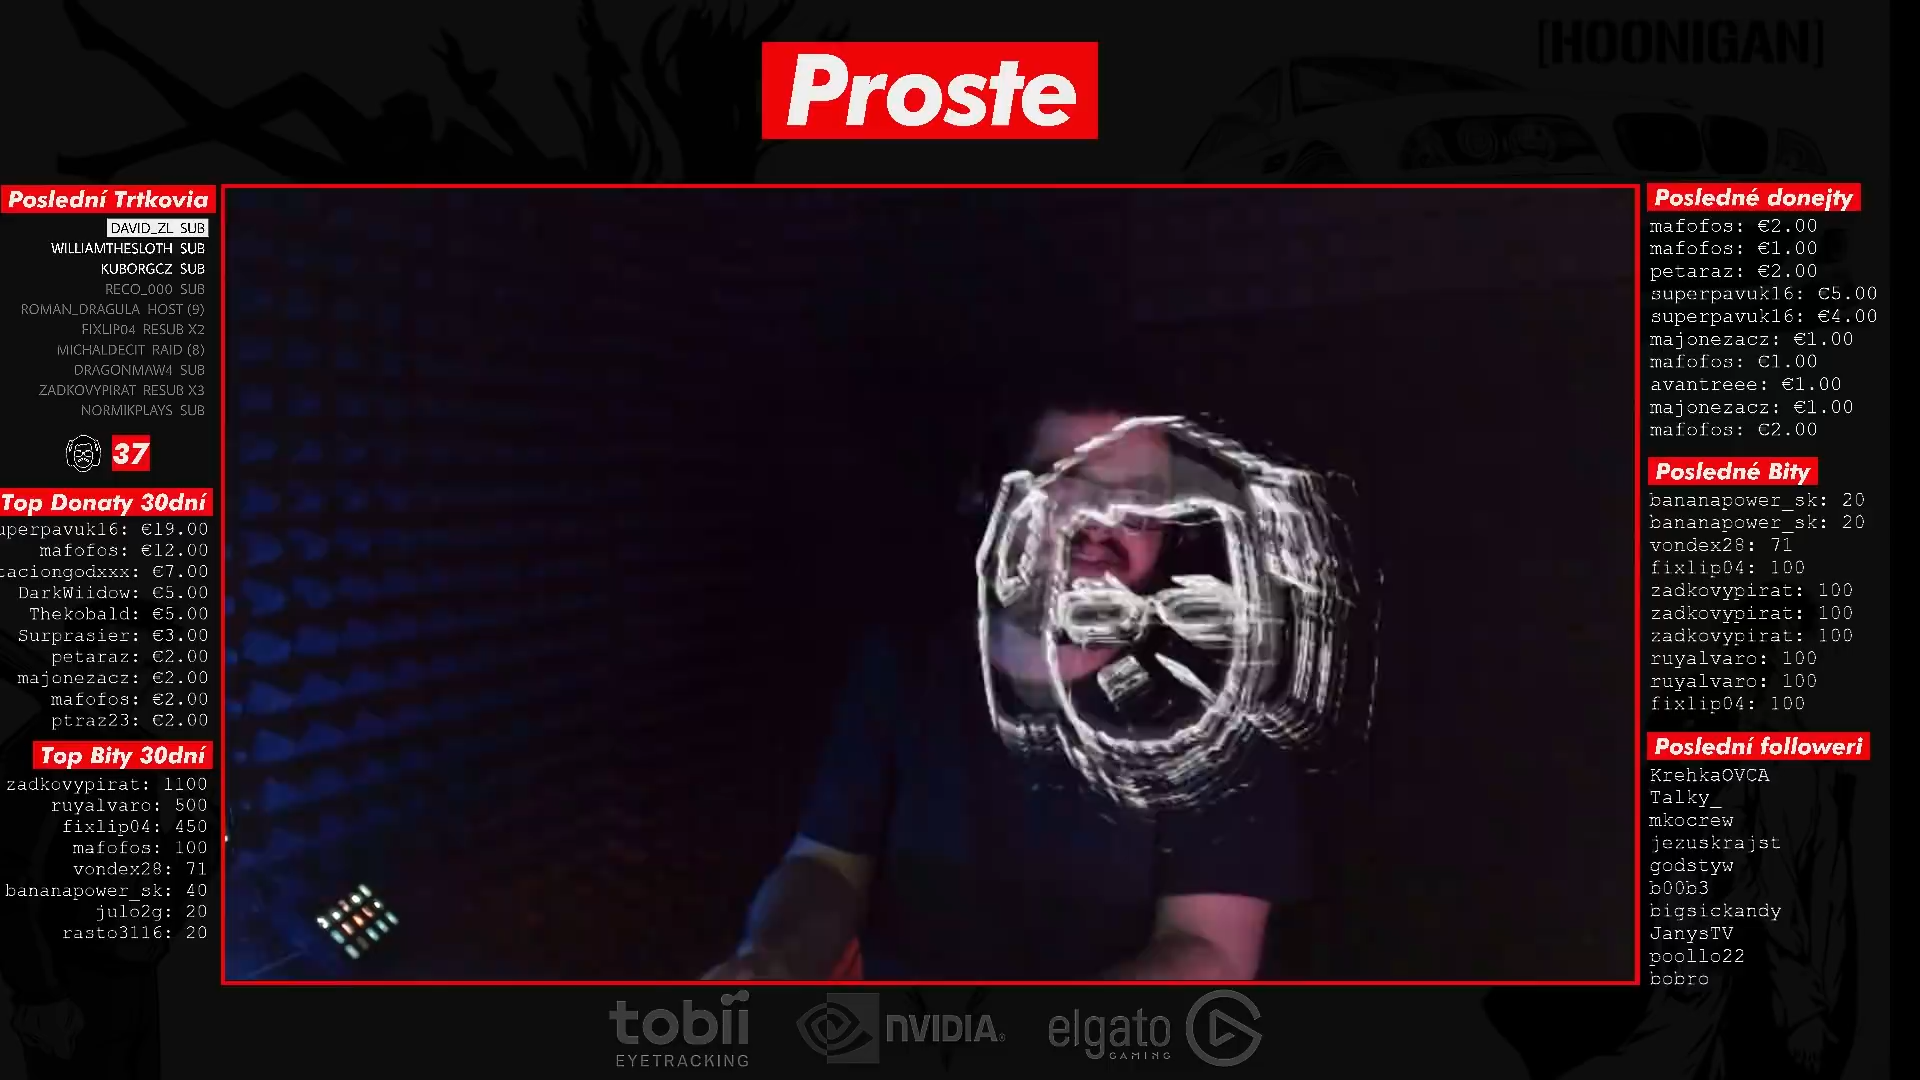 [HOONIGAN]
Proste
Poslední Trtkovia
DAVID_ZL SUB
WILLIAMTHESLOTH SUB
KUBORGCZ SUB
RECO_000 SUB
ROMAN_DRAGULA HOST (9)
FIXLIP04 RESUB X2
MICHALDECIT RAID (8)
DRAGONMAW4 SUB
ZADKOVYPIRAT RESUB X3
NORMIKPLAYS SUB
37
Top Donaty 30dní
uperpavuk16: €19.00
mafofos: €12.00
taciongodxxx: €7.00
DarkWiidow: €5.00
Thekobald: €5.00
Surprasier: €3.00
petaraz: €2.00
majonezacz: €2.00
mafofos: €2.00
ptraz23: €2.00
Top Bity 30dní
zadkovypirat: 1100
ruyalvaro: 500
fixlip04: 450
mafofos: 100
vondex28: 71
bananapower_sk: 40
julo2g: 20
rasto3116: 20
Posledné donejty
mafofos: €2.00
mafofos: €1.00
petaraz: €2.00
superpavuk16: €5.00
superpavuk16: €4.00
majonezacz: €1.00
mafofos: €1.00
avantreee: €1.00
majonezacz: €1.00
mafofos: €2.00
Posledné Bity
bananapower_sk: 20
bananapower_sk: 20
vondex28: 71
fixlip04: 100
zadkovypirat: 100
zadkovypirat: 100
zadkovypirat: 100
ruyalvaro: 100
ruyalvaro: 100
fixlip04: 100
Poslední followeri
KrehkaOVCA
Talky_
mkocrew
jezuskrajst
godstyw
b00b3
bigsickandy
JanysTV
poollo22
bobro
tobii
EYETRACKING
NVIDIA.
elgato
GAMING